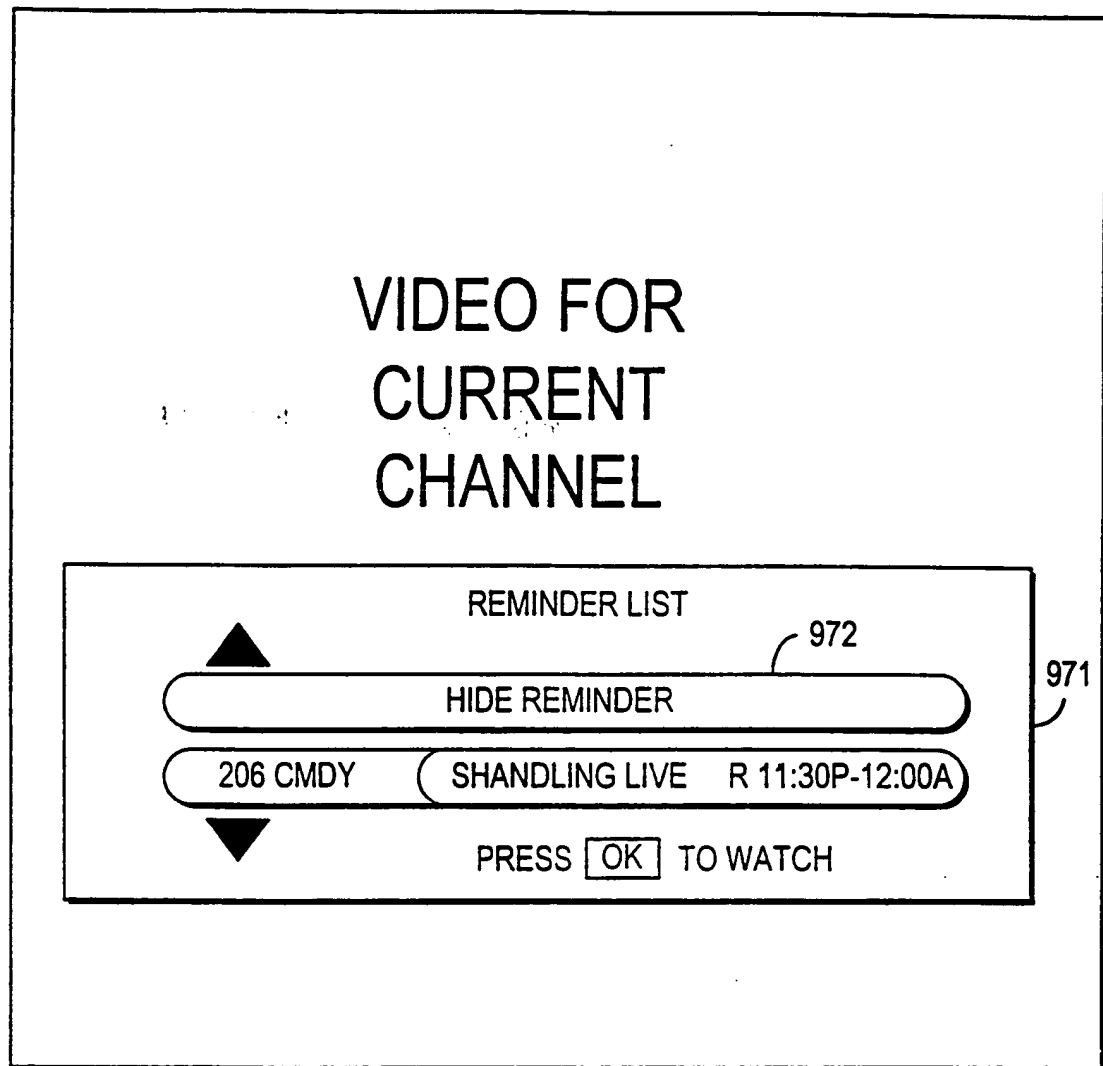 VIDEO FOR
CURRENT
CHANNEL
REMINDER LIST
972
971
HIDE REMINDER
206 CMDY SHANDLING LIVE R 11:30P-12:00A
PRESS OK TO WATCH